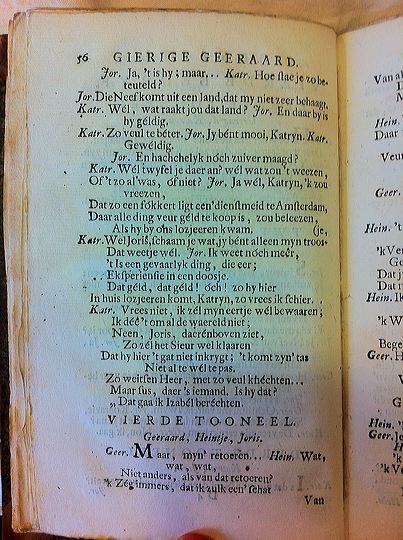 56 GIERIGE GEERAARD.
Jor. Ja, 't is hy; maar... Katr. Hoe stae je zo be-
teuteld?
Jor. Die Neef komt uit een land, dat my niet zeer behaagt,
Katr. Wél, wat raakt jou dat land? Jor. En daar by is
hy géldig.
Katr. Zo veul te béter. Jor. Jy bént mooi, Katryn. Katr.
Gewéldig.
Jor. En hachchelyk nóch zuiver maagd?
Katr. Wél twyfel je daer an? wél wat zou 't weezen,
Of 't zo al was, óf niet? Jor. Ja wél, Katryn, 'k zou
vreezen,
Dat zo een sókkert ligt een' dienstmeid te Amsterdam,
Daar alle ding veur géld te koop is, zou beleezen,
Als hy by óns lozjeeren kwam. (je,
Katr. Wel Joris, schaam je wat, jy bént alleen myn troos-
Dat weetje wél. Jor. Ik weet nóch meer,
't Is een gevaarlyk ding, die eer;
Eksperiensie in een doosje.
Dat géld, dat géld! óch! zo hy hier
In huis lozjeeren komt, Katryn, zo vrees ik schier.
Katr. Vrees niet, ik zél myn eertje wél bewaaren;
Ik déé 't om al de waereld niet;
Neen, Joris, daerénboven ziet,
Zo zél het Sieur wel klaaren
Dat hy hier 't gat niet inkrygt; 't komt zyn' tas
Niet al te wél te pas.
Zo weitsen Heer, met zo veul knéchten...
Maar sus, daer 's iemand. Is hy dat?
„ Dat gaa ik Izabél beréchten.
VIERDE TOONEEL.
Geeraard, Heintje, Joris.
Geer. Maar, myn' retoeren... Hein. Wat,
wat, wat,
Niet anders, als van dat retoeren?
'k Zég immers, dat ik zulk een' schat
Van